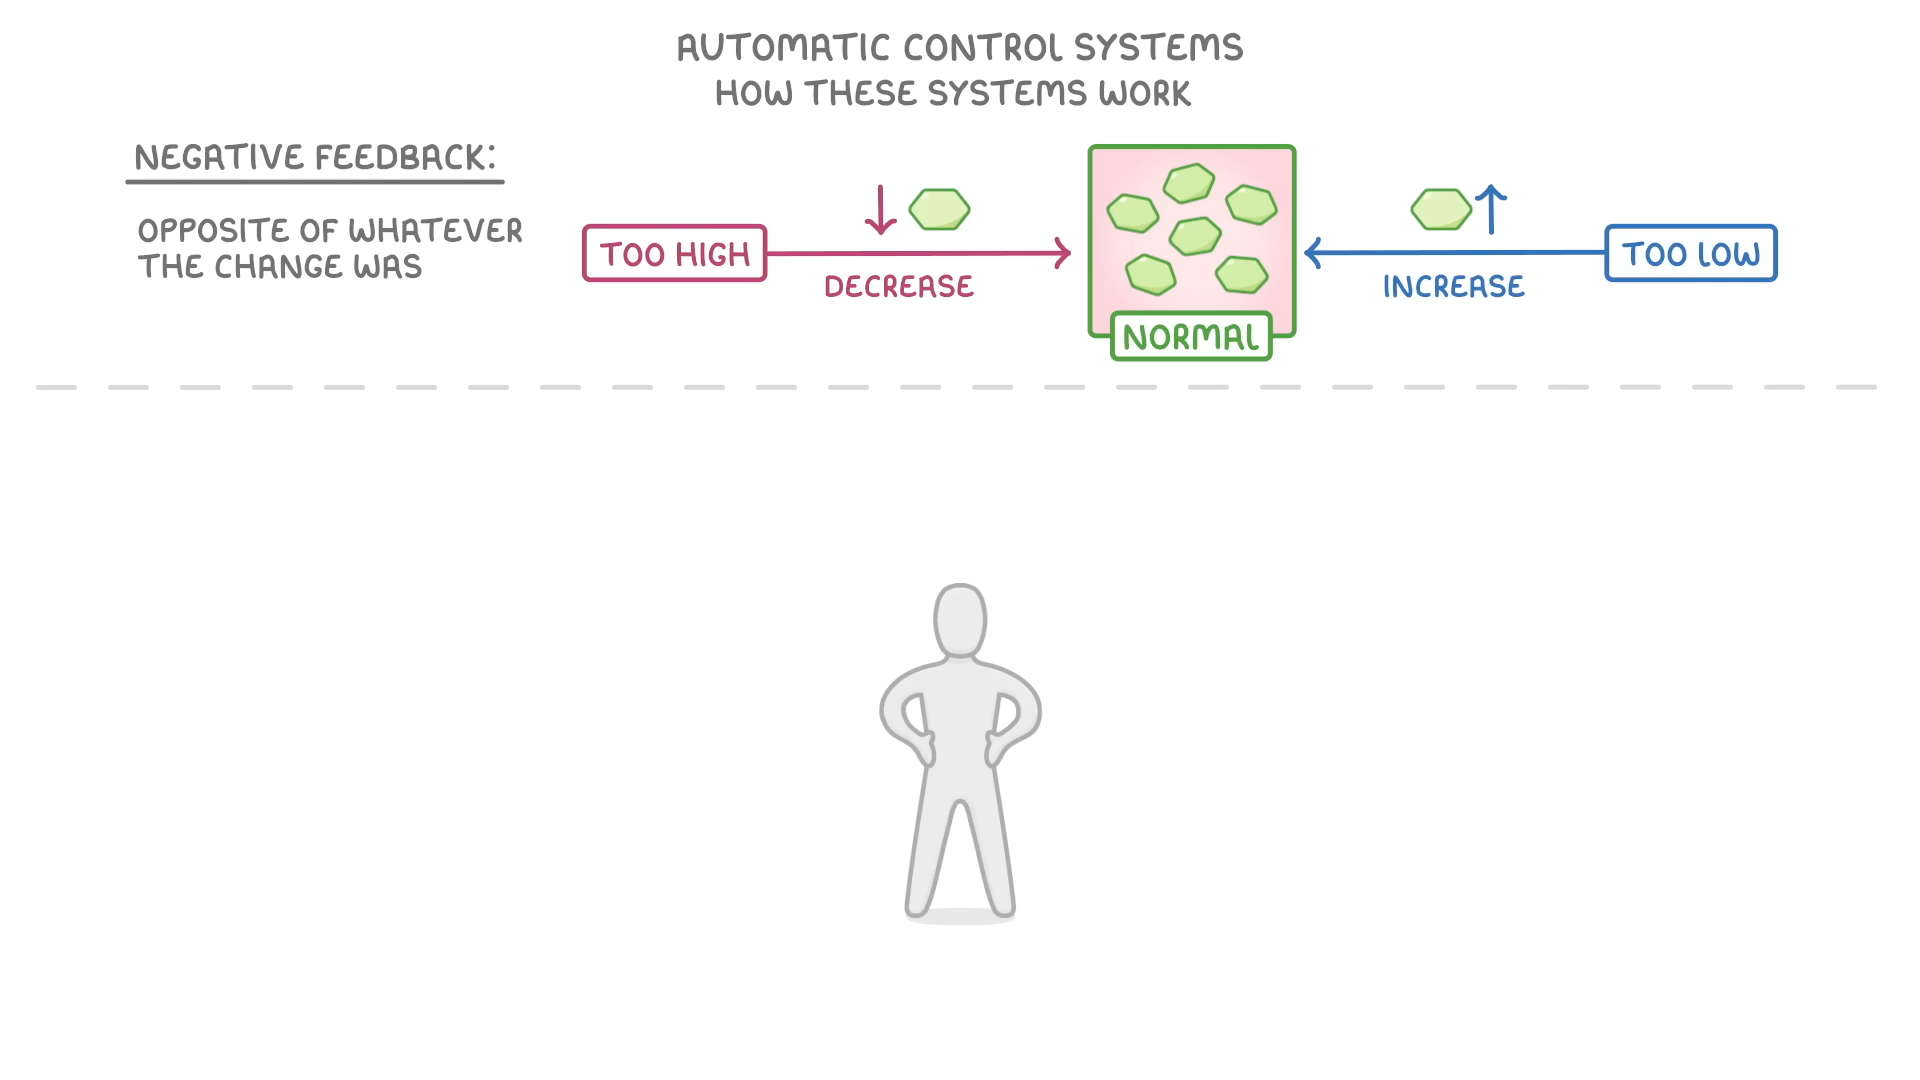 AUTOMATIC CONTROL SYSTEMS
HOW THESE SYSTEMS WORK
NEGATIVE FEEDBACK:
OPPOSITE OF WHATEVER
THE CHANGE WAS
TOO HIGH
DECREASE
NORMAL
INCREASE
TOO LOW